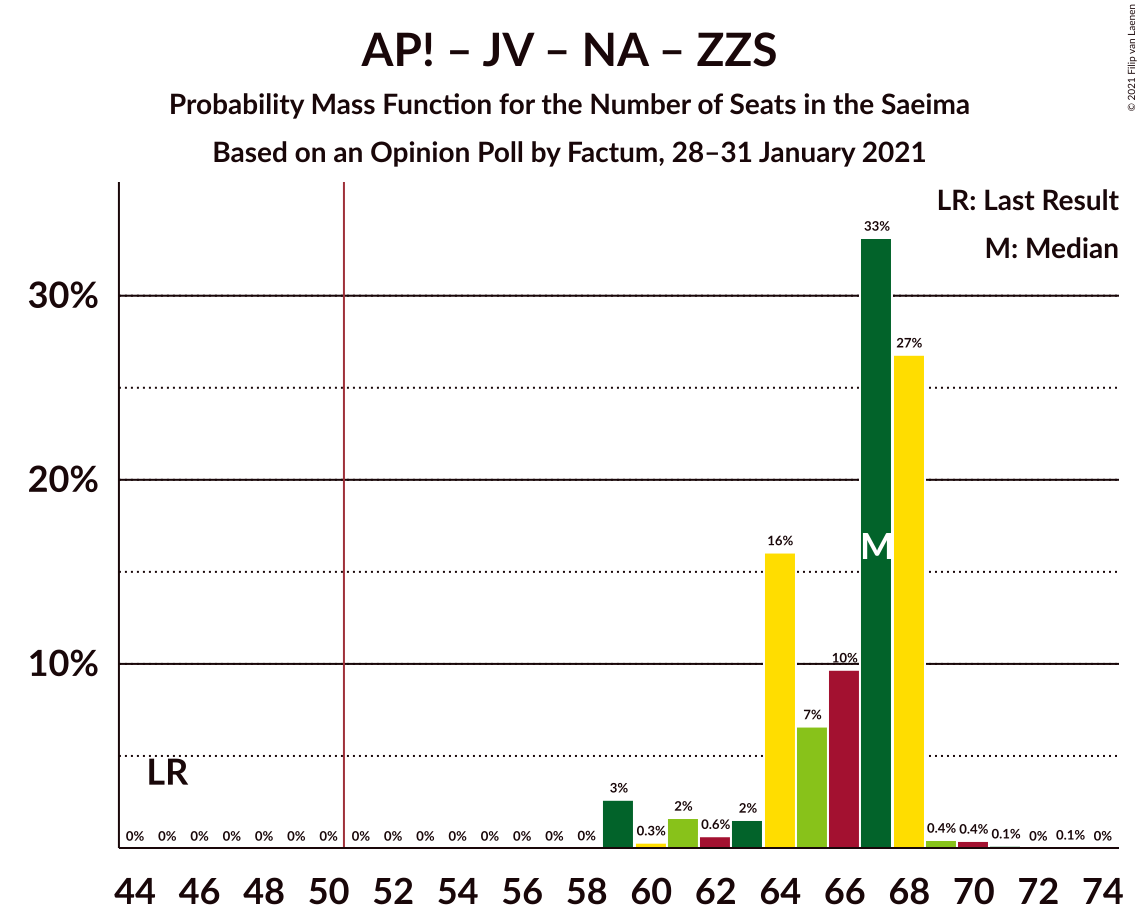 AP! – JV – NA – ZZS
Probability Mass Function for the Number of Seats in the Saeima
Based on an Opinion Poll by Factum, 28–31 January 2021
© 2021 Filip van Laenen
LR: Last Result
M: Median
30%
20%
10%
33%
27%
16%
10%
7%
M
LR
3%
0.3%
2%
0.6%
2%
0.4%
0.4%
0.1%
0%
0.1%
0%
0% 0% 0% 0% 0% 0% 0% 0% 0% 0% 0% 0% 0% 0% 0%
44 46 48 50 52 54 56 58 60 62 64 66 68 70 72 74